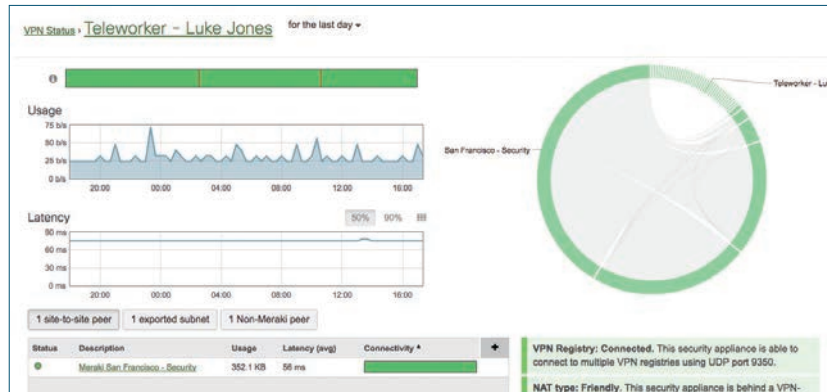 VPN Status › Teleworker - Luke Jones for the last day
Teleworker - Lu
Usage
75 b/s
50 b/s
25 b/s
0 b/s
20:00 00:00 04:00 08:00 12:00 16:00
San Francisco - Security
Latency
50% 90%
90 ms
60 ms
30 ms
0 ms
20:00 00:00 04:00 08:00 12:00 16:00
1 site-to-site peer 1 exported subnet 1 Non-Meraki peer
Status Description Usage Latency (avg) Connectivity +
Meraki San Francisco - Security 352.1 KB 56 ms
VPN Registry: Connected. This security appliance is able to
connect to multiple VPN registries using UDP port 9350.
NAT type: Friendly. This security appliance is behind a VPN-